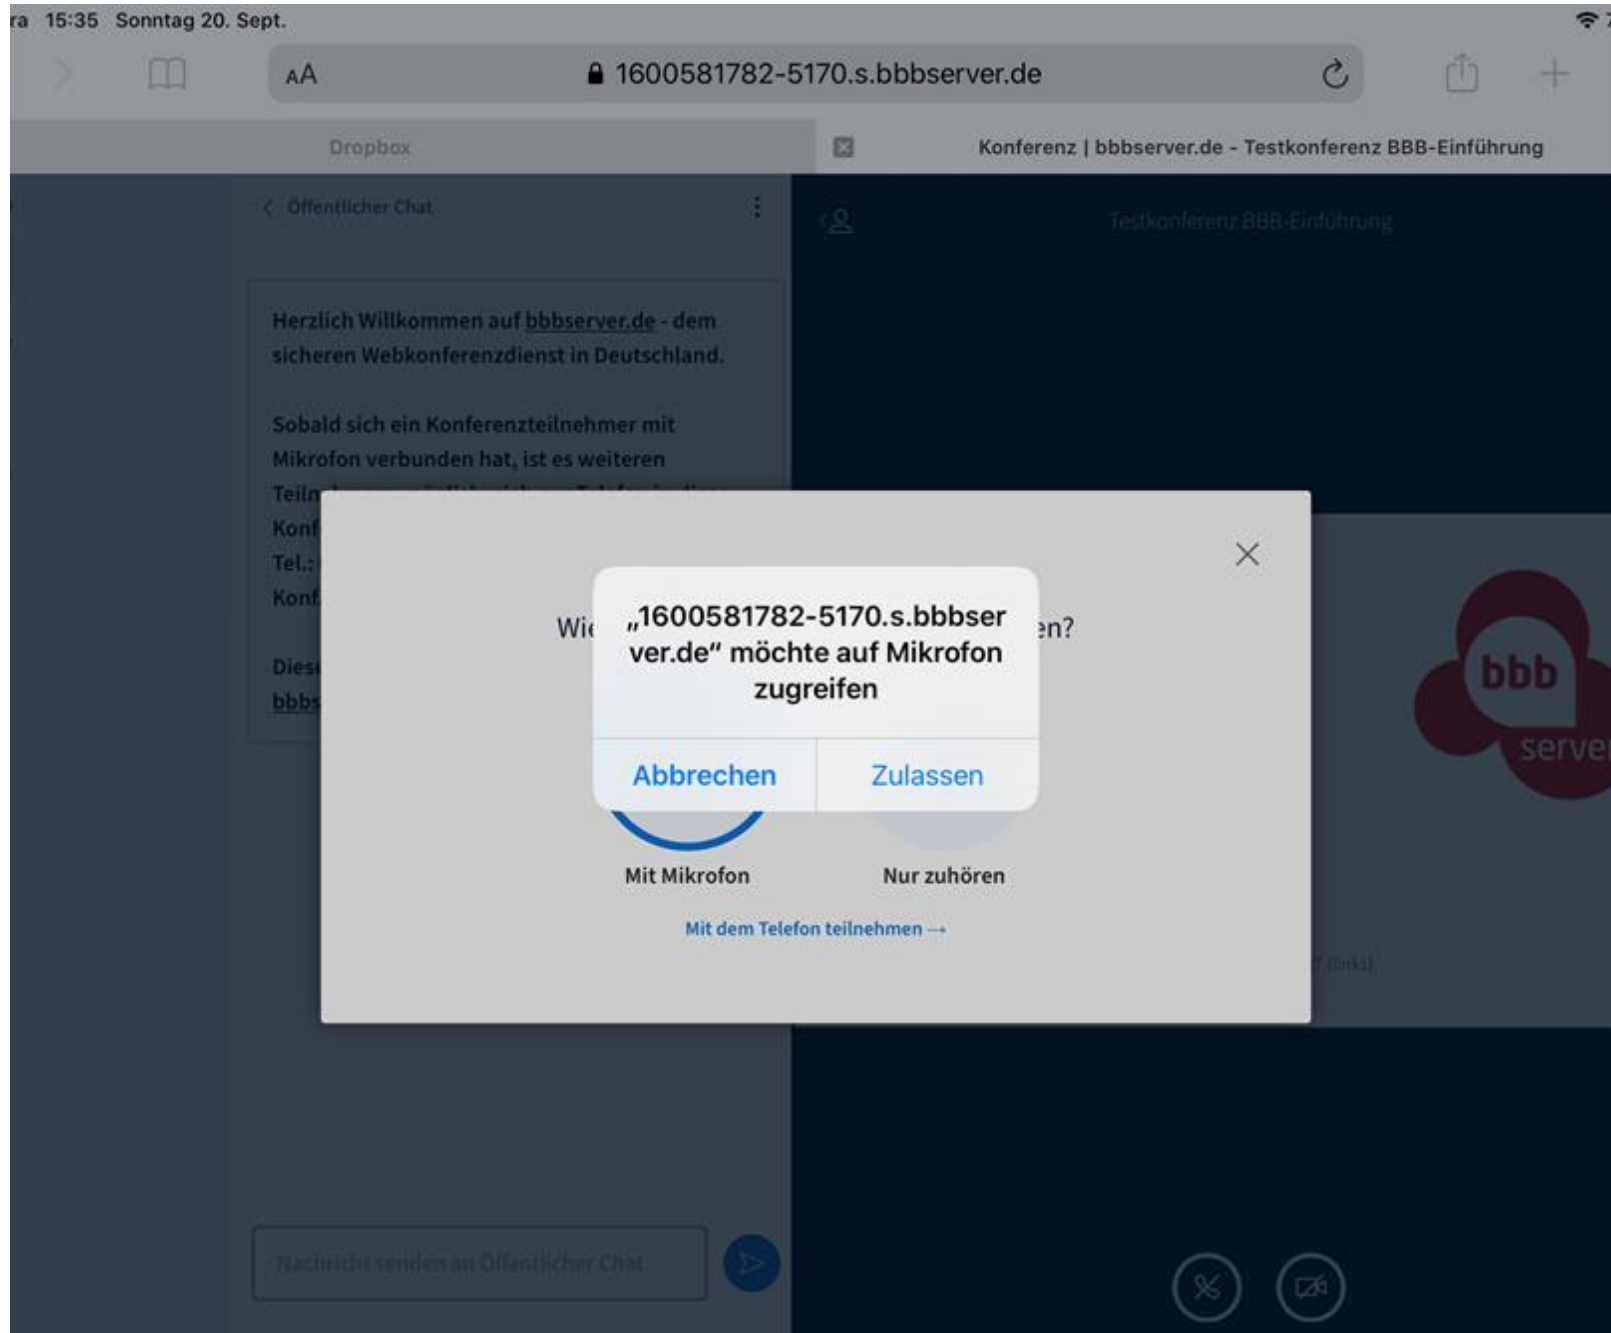 15:35 Sonntag 20. Sept.
AA
1600581782-5170.s.bbbserver.de
Dropbox
Konferenz | bbbserver.de - Testkonferenz BBB-Einführung
Öffentlicher Chat
Testkonferenz BBB-Einführung
Herzlich Willkommen auf bbbserver.de - dem
sicheren Webkonferenzdienst in Deutschland.
Sobald sich ein Konferenzteilnehmer mit
Mikrofon verbunden hat, ist es weiteren
Tel.:
„1600581782-5170.s.bbbser
ver.de“ möchte auf Mikrofon
zugreifen
Abbrechen
Zulassen
Mit Mikrofon
Nur zuhören
Mit dem Telefon teilnehmen →
bbb
server
(links)
Nachricht senden an Öffentlicher Chat